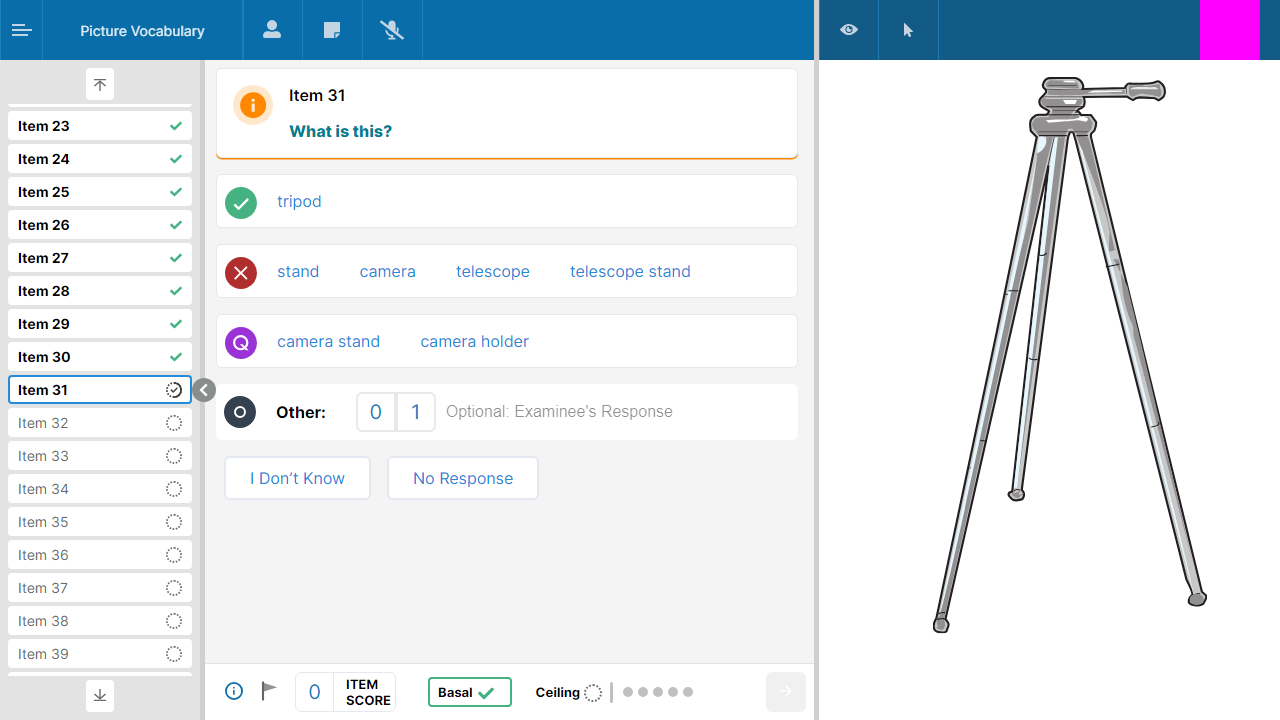 Picture Vocabulary
Item 23
Item 24
Item 25
Item 26
Item 27
Item 28
Item 29
Item 30
Item 31
Item 32
Item 33
Item 34
Item 35
Item 36
Item 37
Item 38
Item 39
Item 31
What is this?
tripod
stand camera telescope telescope stand
Q camera stand camera holder
O Other: 0 1 Optional: Examinee's Response
I Don’t Know No Response
0 ITEM SCORE Basal Ceiling